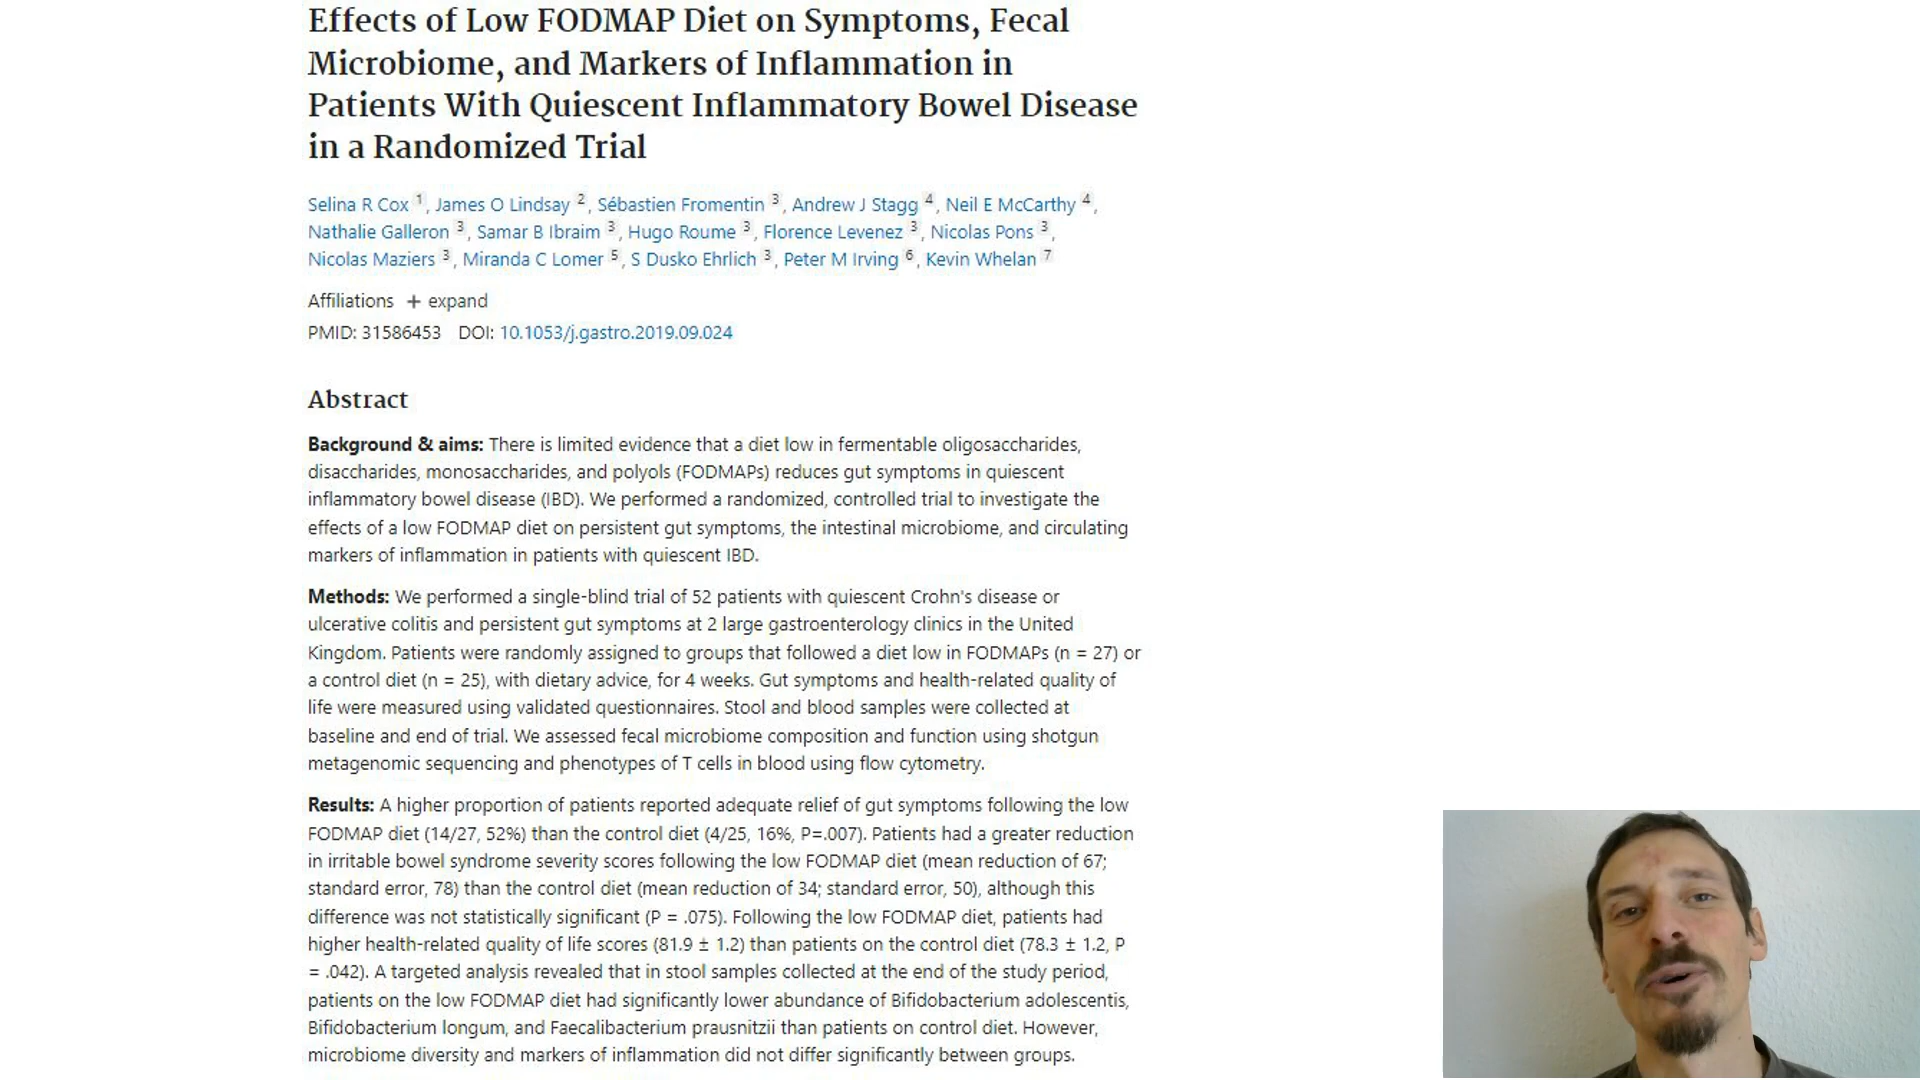 Effects of Low FODMAP Diet on Symptoms, Fecal
Microbiome, and Markers of Inflammation in
Patients With Quiescent Inflammatory Bowel Disease
in a Randomized Trial
Selina R Cox 1, James O Lindsay 2, Sébastien Fromentin 3, Andrew J Stagg 4, Neil E McCarthy 4,
Nathalie Galleron 3, Samar B Ibraim 3, Hugo Roume 3, Florence Levenez 3, Nicolas Pons 3,
Nicolas Maziers 3, Miranda C Lomer 5, S Dusko Ehrlich 3, Peter M Irving 6, Kevin Whelan 7
Affiliations + expand
PMID: 31586453 DOI: 10.1053/j.gastro.2019.09.024
Abstract
Background & aims: There is limited evidence that a diet low in fermentable oligosaccharides,
disaccharides, monosaccharides, and polyols (FODMAPs) reduces gut symptoms in quiescent
inflammatory bowel disease (IBD). We performed a randomized, controlled trial to investigate the
effects of a low FODMAP diet on persistent gut symptoms, the intestinal microbiome, and circulating
markers of inflammation in patients with quiescent IBD.
Methods: We performed a single-blind trial of 52 patients with quiescent Crohn's disease or
ulcerative colitis and persistent gut symptoms at 2 large gastroenterology clinics in the United
Kingdom. Patients were randomly assigned to groups that followed a diet low in FODMAPs (n = 27) or
a control diet (n = 25), with dietary advice, for 4 weeks. Gut symptoms and health-related quality of
life were measured using validated questionnaires. Stool and blood samples were collected at
baseline and end of trial. We assessed fecal microbiome composition and function using shotgun
metagenomic sequencing and phenotypes of T cells in blood using flow cytometry.
Results: A higher proportion of patients reported adequate relief of gut symptoms following the low
FODMAP diet (14/27, 52%) than the control diet (4/25, 16%, P=.007). Patients had a greater reduction
in irritable bowel syndrome severity scores following the low FODMAP diet (mean reduction of 67;
standard error, 78) than the control diet (mean reduction of 34; standard error, 50), although this
difference was not statistically significant (P = .075). Following the low FODMAP diet, patients had
higher health-related quality of life scores (81.9 ± 1.2) than patients on the control diet (78.3 ± 1.2, P
= .042). A targeted analysis revealed that in stool samples collected at the end of the study period,
patients on the low FODMAP diet had significantly lower abundance of Bifidobacterium adolescentis,
Bifidobacterium longum, and Faecalibacterium prausnitzii than patients on control diet. However,
microbiome diversity and markers of inflammation did not differ significantly between groups.